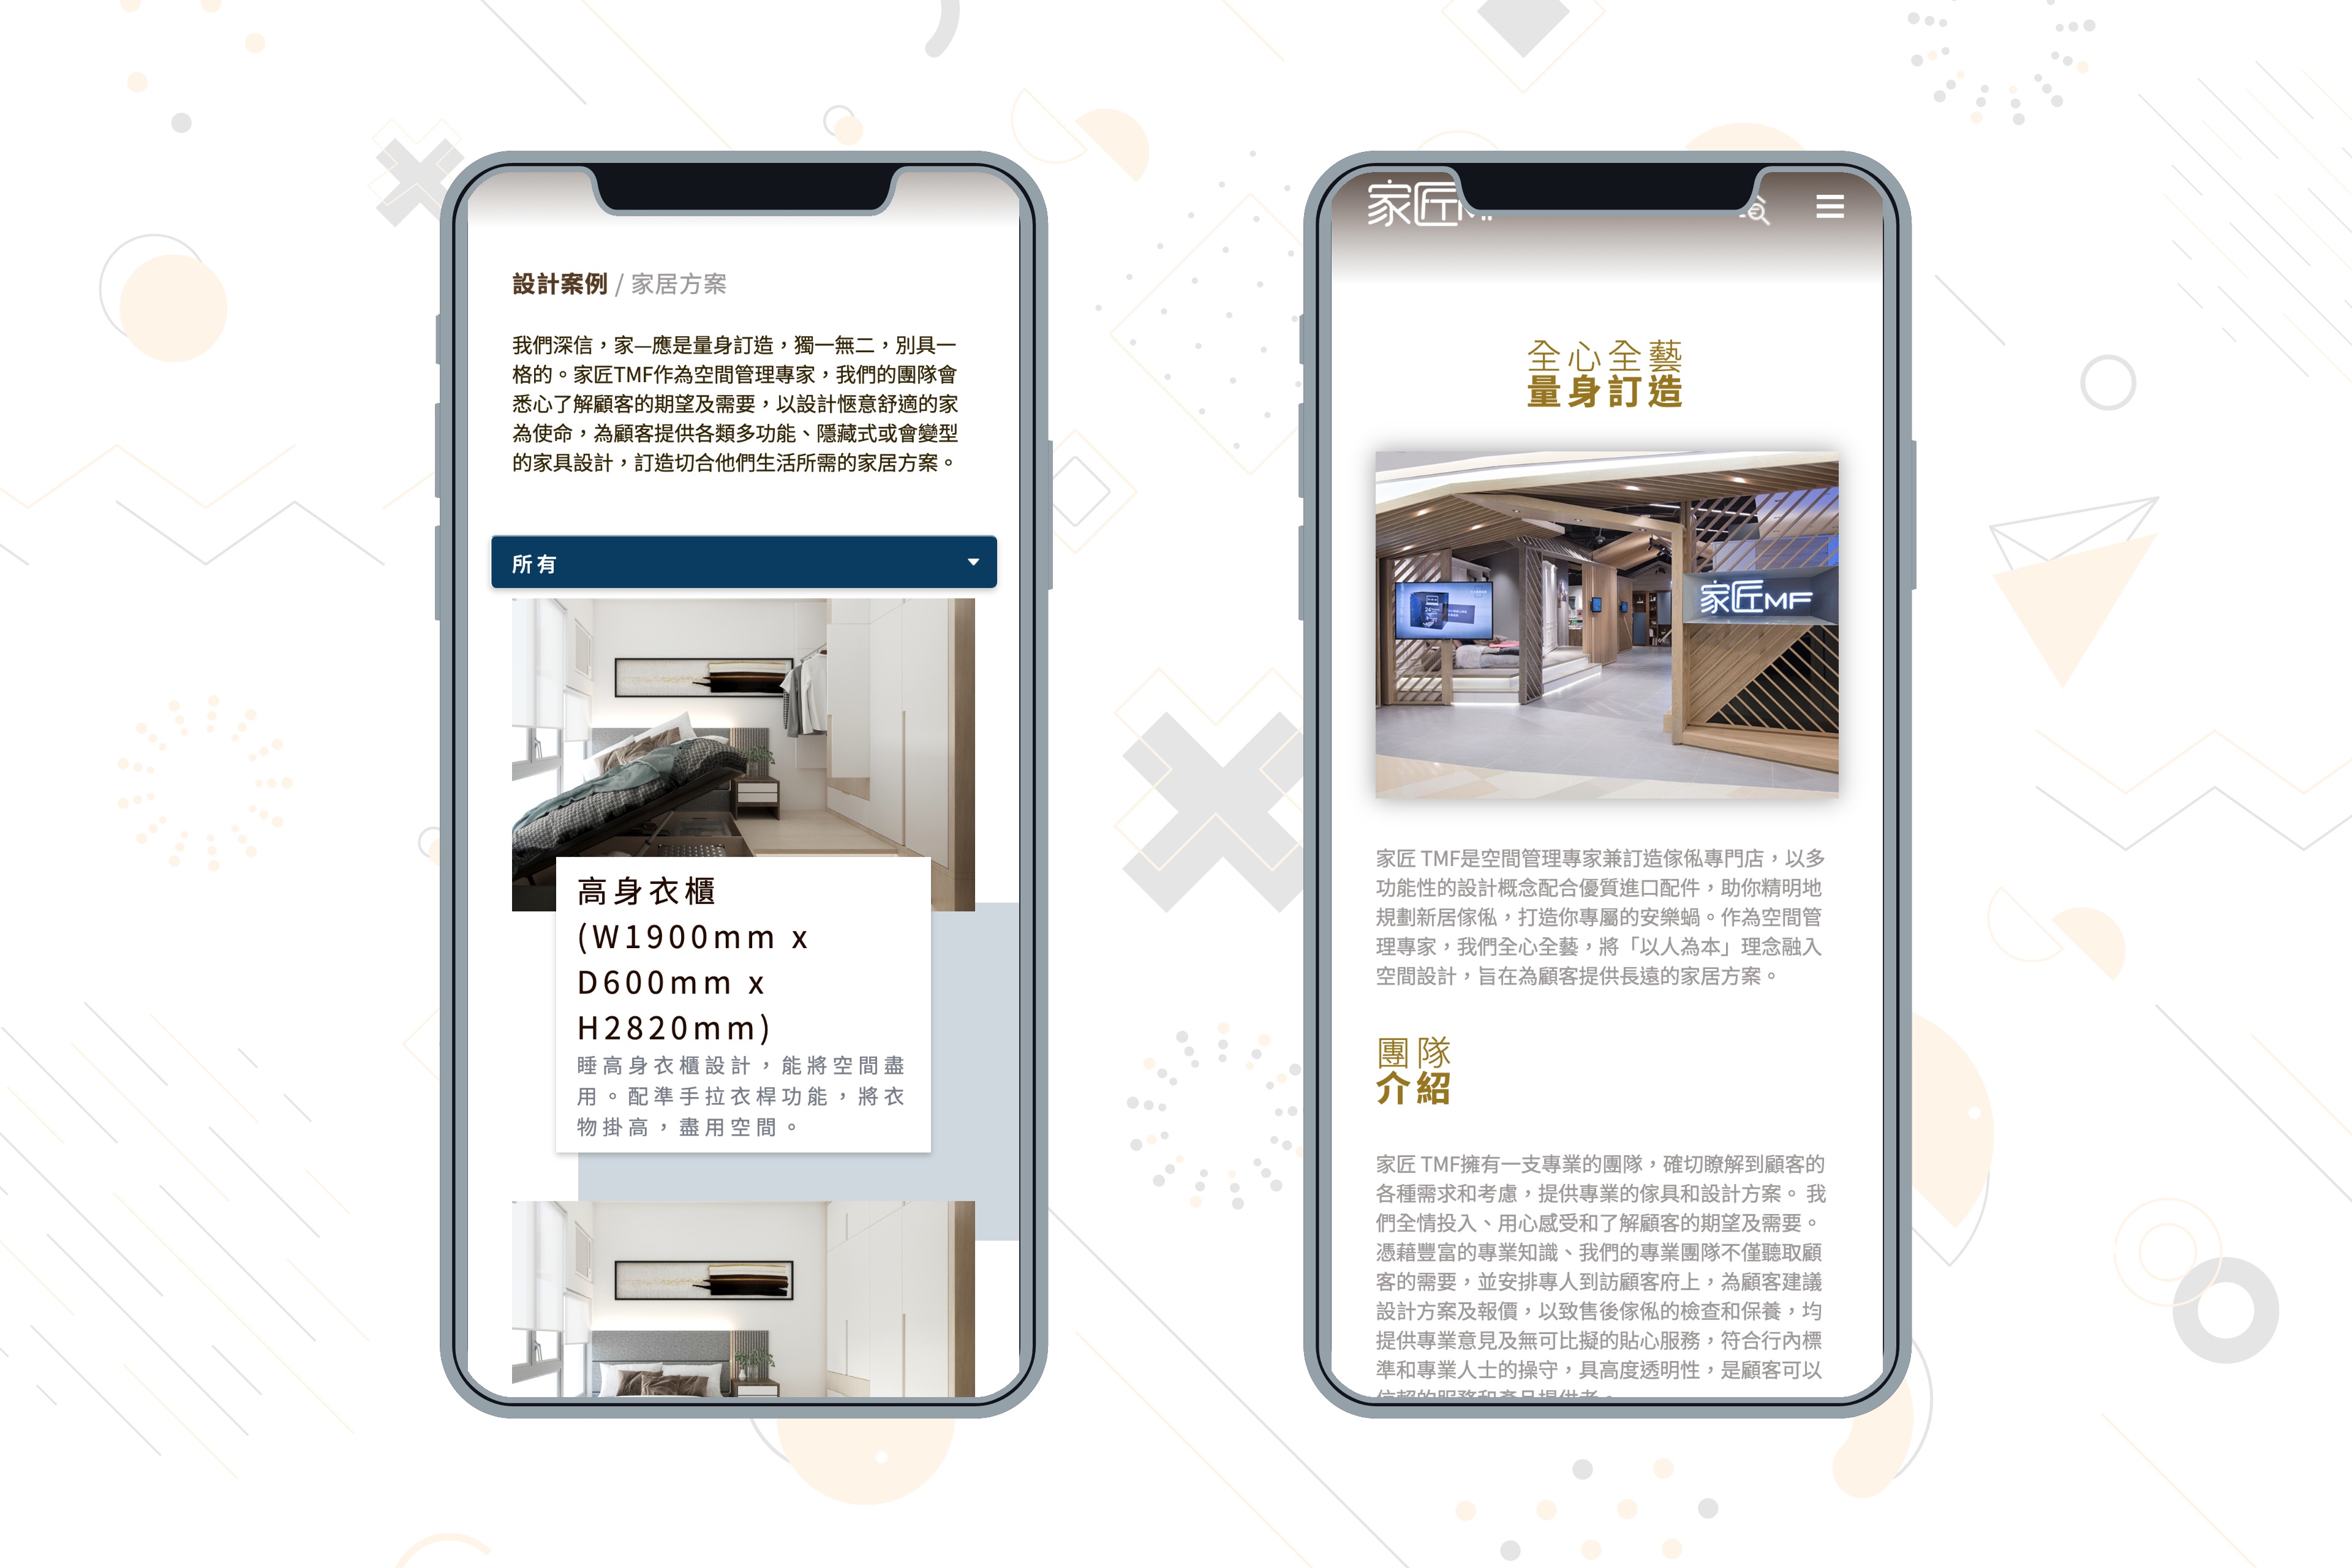 設計案例 / 家居方案
我們深信，家—應是量身訂造，獨一無二，別具一
格的。家匠TMF作為空間管理專家，我們的團隊會
悉心了解顧客的期望及需要，以設計愜意舒適的家
為使命，為顧客提供各類多功能、隱藏式或會變型
的家具設計，訂造切合他們生活所需的家居方案。
所有
高身衣櫃
(W1900mm x
D600mm x
H2820mm)
睡高身衣櫃設計，能將空間盡
用。配準手拉衣桿功能，將衣
物掛高，盡用空間。
家匠
全心全藝
量身訂造
家匠MF
家匠 TMF是空間管理專家兼訂造傢俬專門店，以多
功能性的設計概念配合優質進口配件，助你精明地
規劃新居傢俬，打造你專屬的安樂蝸。作為空間管
理專家，我們全心全藝，將「以人為本」理念融入
空間設計，旨在為顧客提供長遠的家居方案。
團隊
介紹
家匠 TMF擁有一支專業的團隊，確切瞭解到顧客的
各種需求和考慮，提供專業的傢具和設計方案。 我
們全情投入、用心感受和了解顧客的期望及需要。
憑藉豐富的專業知識、我們的專業團隊不僅聽取顧
客的需要，並安排專人到訪顧客府上，為顧客建議
設計方案及報價，以致售後傢俬的檢查和保養，均
提供專業意見及無可比擬的貼心服務，符合行內標
準和專業人士的操守，具高度透明性，是顧客可以